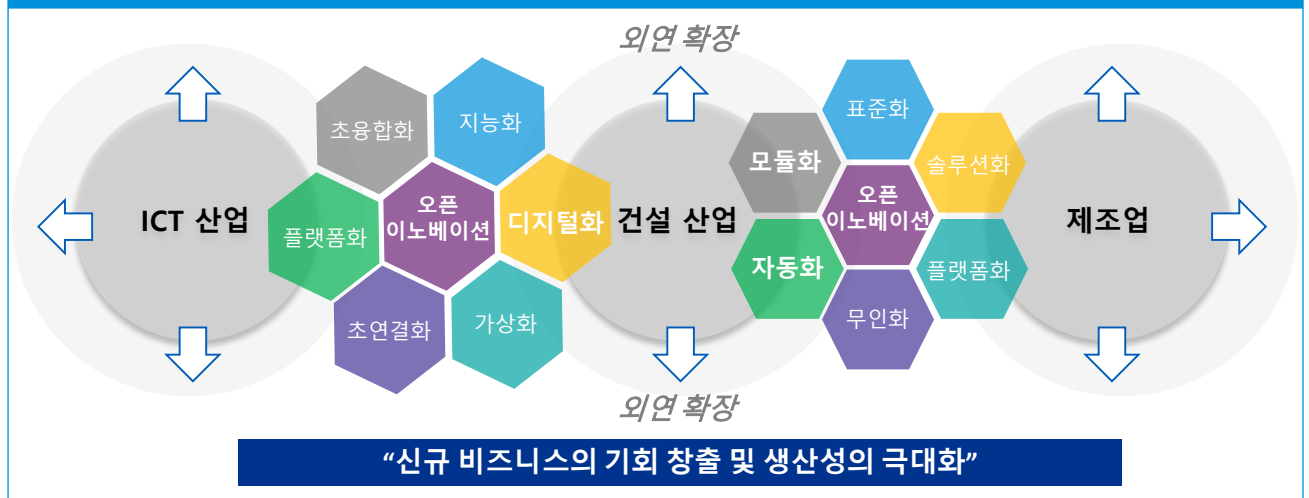 외연 확장
초융합화
지능화
플랫폼화
오픈
이노베이션
디지털화
초연결화
가상화
ICT 산업
건설 산업
제조업
표준화
모듈화
솔루션화
오픈
이노베이션
자동화
플랫폼화
무인화
외연 확장
“신규 비즈니스의 기회 창출 및 생산성의 극대화”